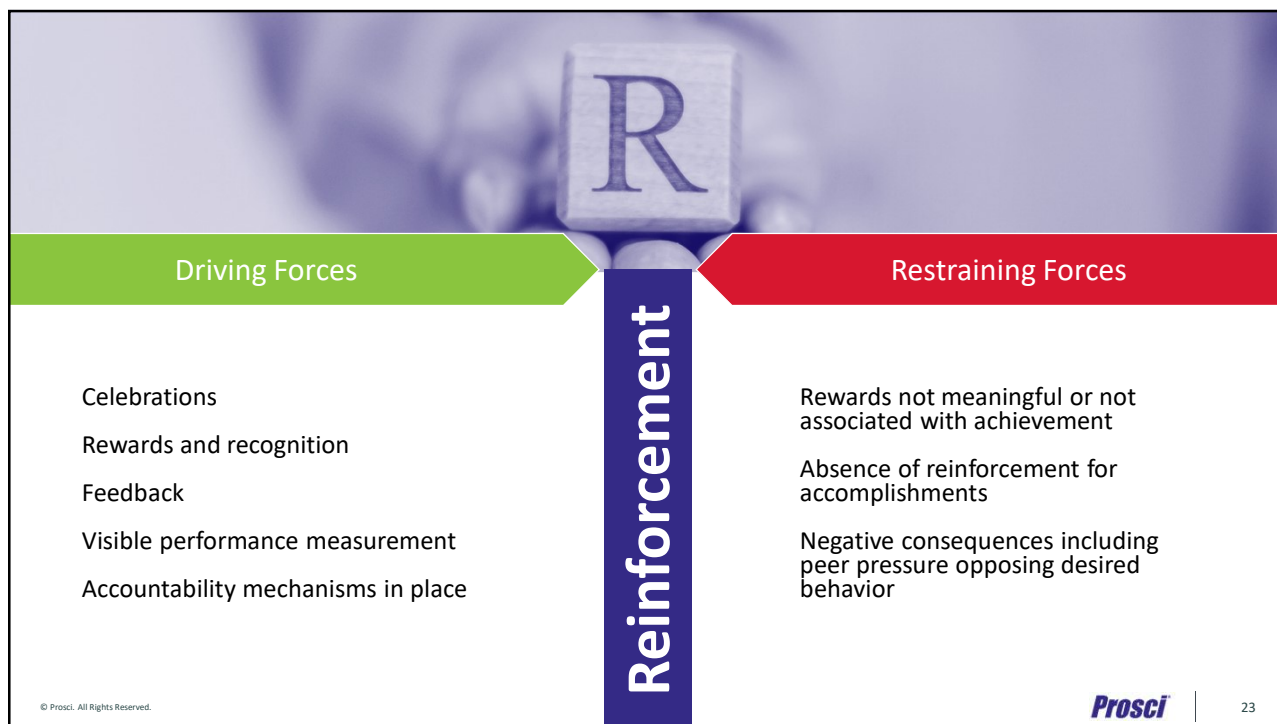 R
Driving Forces
Restraining Forces
Reinforcement
Celebrations
Rewards and recognition
Feedback
Visible performance measurement
Accountability mechanisms in place
Rewards not meaningful or not
associated with achievement
Absence of reinforcement for
accomplishments
Negative consequences including
peer pressure opposing desired
behavior
© Prosci. All Rights Reserved.
Prosci
23